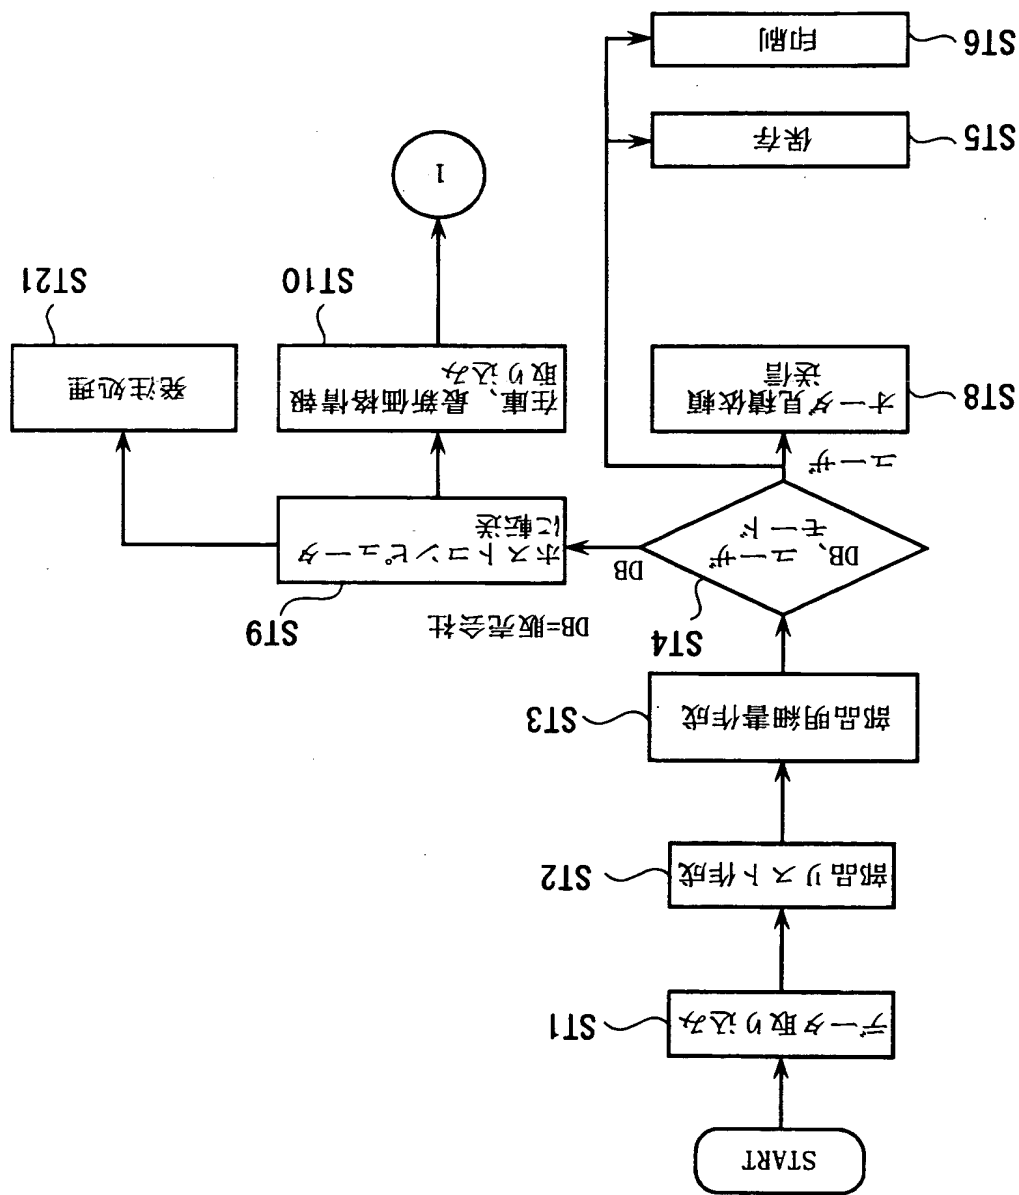 START
データ取り込み
ST1
部品リスト作成
ST2
部品明細書作成
ST3
ST4
DB、ユーザ
モード
DB
ユーザ
DB=販売会社
ST9
ホストコンピュータ
に転送
オーダ見積依頼
送信
ST8
在庫、最新価格情報
取り込み
ST10
発注処理
ST21
1
保存
ST5
印刷
ST6